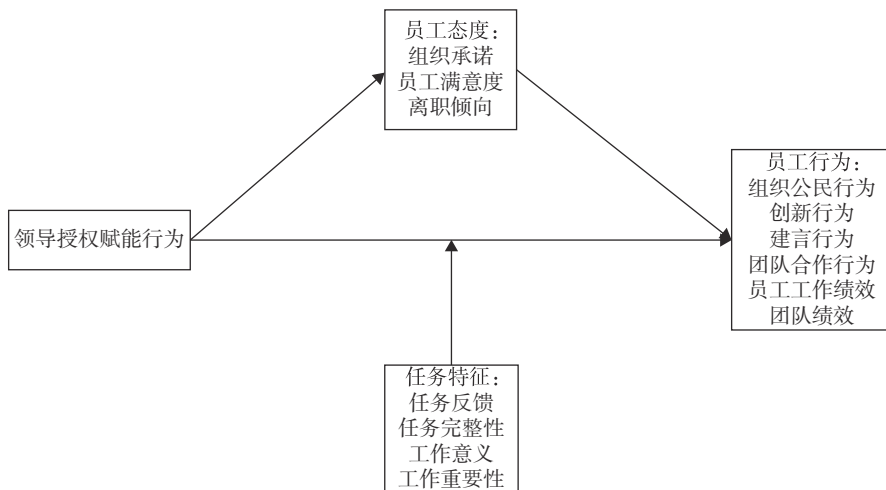 员工态度：
组织承诺
员工满意度
离职倾向
领导授权赋能行为
员工行为：
组织公民行为
创新行为
建言行为
团队合作行为
员工工作绩效
团队绩效
任务特征：
任务反馈
任务完整性
工作意义
工作重要性